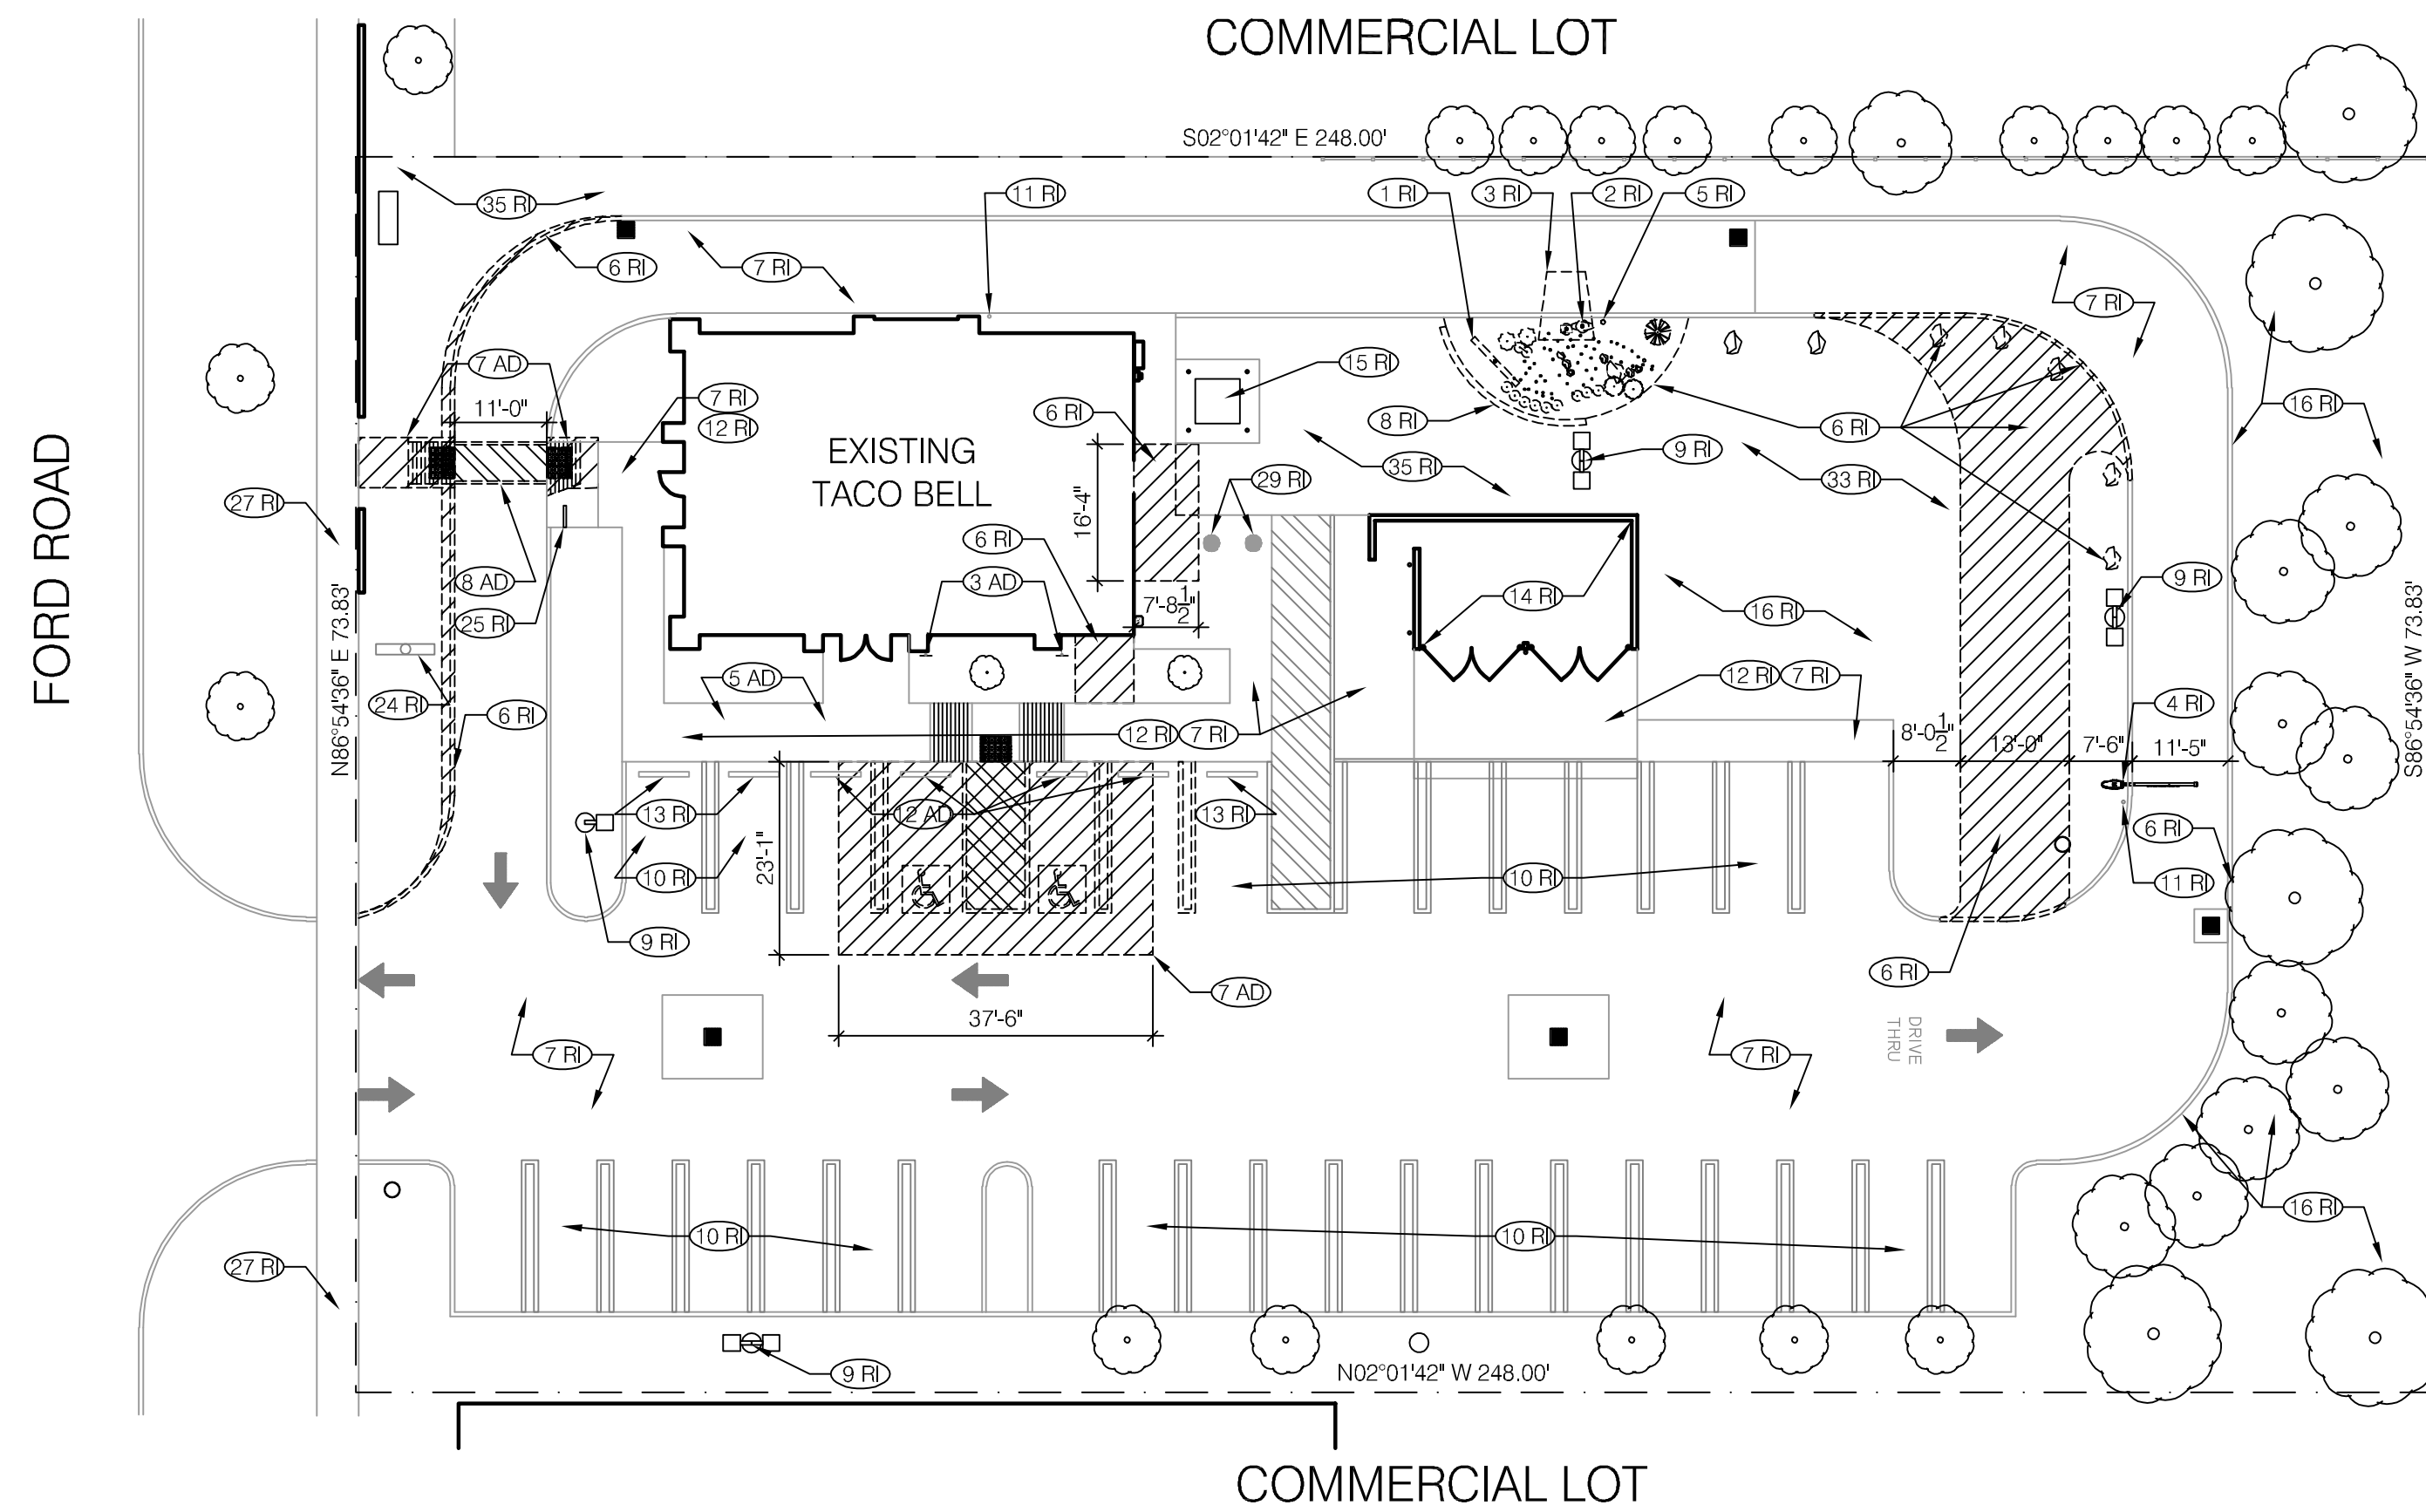 COMMERCIAL LOT
S02°01'42" E 248.00'
35 RI
11 RI
1 RI
3 RI
2 RI
5 RI
6 RI
7 RI
7 RI
7 AD
11'-0"
7 RI
12 RI
15 RI
6 RI
8 RI
6 RI
16 RI
EXISTING
TACO BELL
9 RI
35 RI
33 RI
29 RI
27 RI
16'-4"
6 RI
FORD ROAD
8 AD
3 AD
14 RI
9 RI
25 RI
7'-8 1/2"
16 RI
N86°54'36" E 73.83'
S86°54'36" W 73.83'
5 AD
12 RI
7 RI
24 RI
6 RI
4 RI
12 RI
7 RI
8'-0 1/2"
13'-0"
7'-6"
11'-5"
13 RI
12 AD
13 RI
6 RI
23'-1"
10 RI
10 RI
11 RI
9 RI
6 RI
7 AD
37'-6"
7 RI
7 RI
DRIVE
THRU
16 RI
10 RI
10 RI
27 RI
9 RI
N02°01'42" W 248.00'
COMMERCIAL LOT